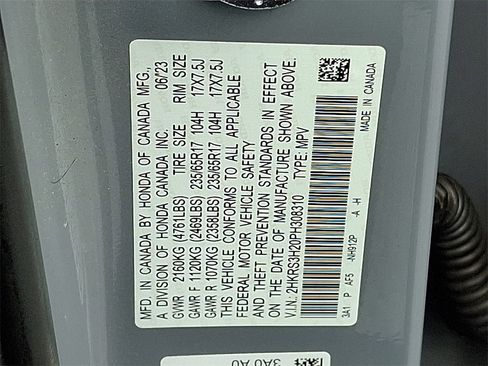 MFD. IN CANADA BY HONDA OF CANADA MFG.,
A DIVISION OF HONDA CANADA INC. 06/23
GVWR 2160KG (4761LBS) TIRE SIZE RIM SIZE
GAWR F 1120KG (2469LBS) 235/65R17 104H 17X7.5J
GAWR R 1070KG (2359LBS) 235/65R17 104H 17X7.5J
THIS VEHICLE CONFORMS TO ALL APPLICABLE
FEDERAL MOTOR VEHICLE SAFETY
AND THEFT PREVENTION STANDARDS IN EFFECT
ON THE DATE OF MANUFACTURE SHOWN ABOVE.
V.I.N.: 2HKRS3H20PH308310 TYPE: MPV
3A1 P AF5 -NH912P -A -H
MADE IN CANADA
3A0 A0